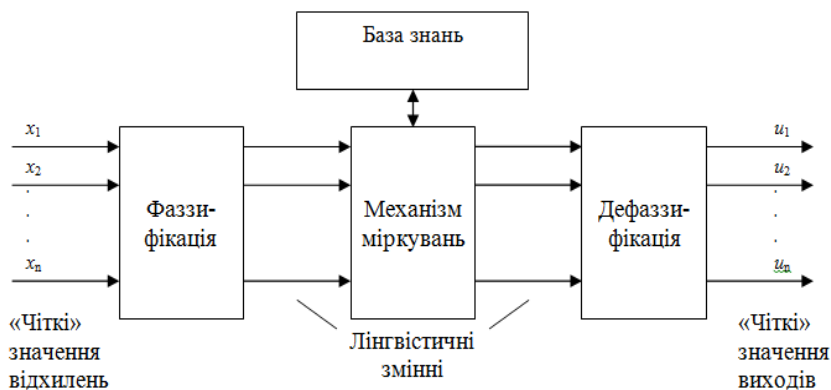 База знань
x1
x2
.
.
.
xn
Фаззи-
фікація
Механізм
міркувань
Дефаззи-
фікація
u1
u2
.
.
.
un
«Чіткі»
значення
відхилень
Лінгвістичні
змінні
«Чіткі»
значення
виходів